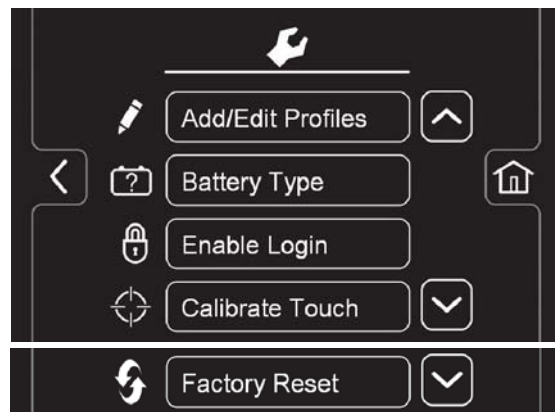 Add/Edit Profiles
Battery Type
Enable Login
Calibrate Touch
Factory Reset